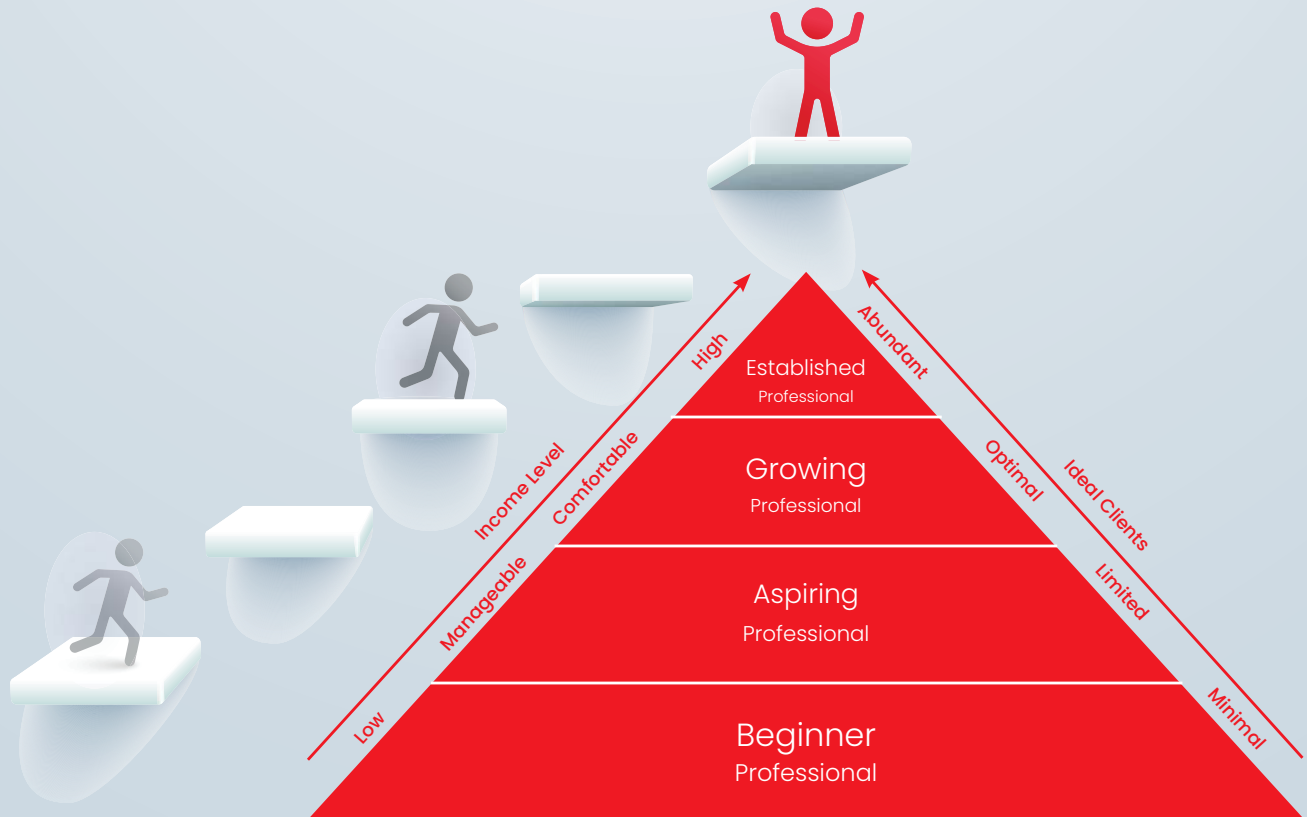 High
Abundant
Established
Professional
Income Level
Comfortable
Growing
Professional
Optimal
Ideal Clients
Manageable
Aspiring
Professional
Limited
Low
Beginner
Professional
Minimal